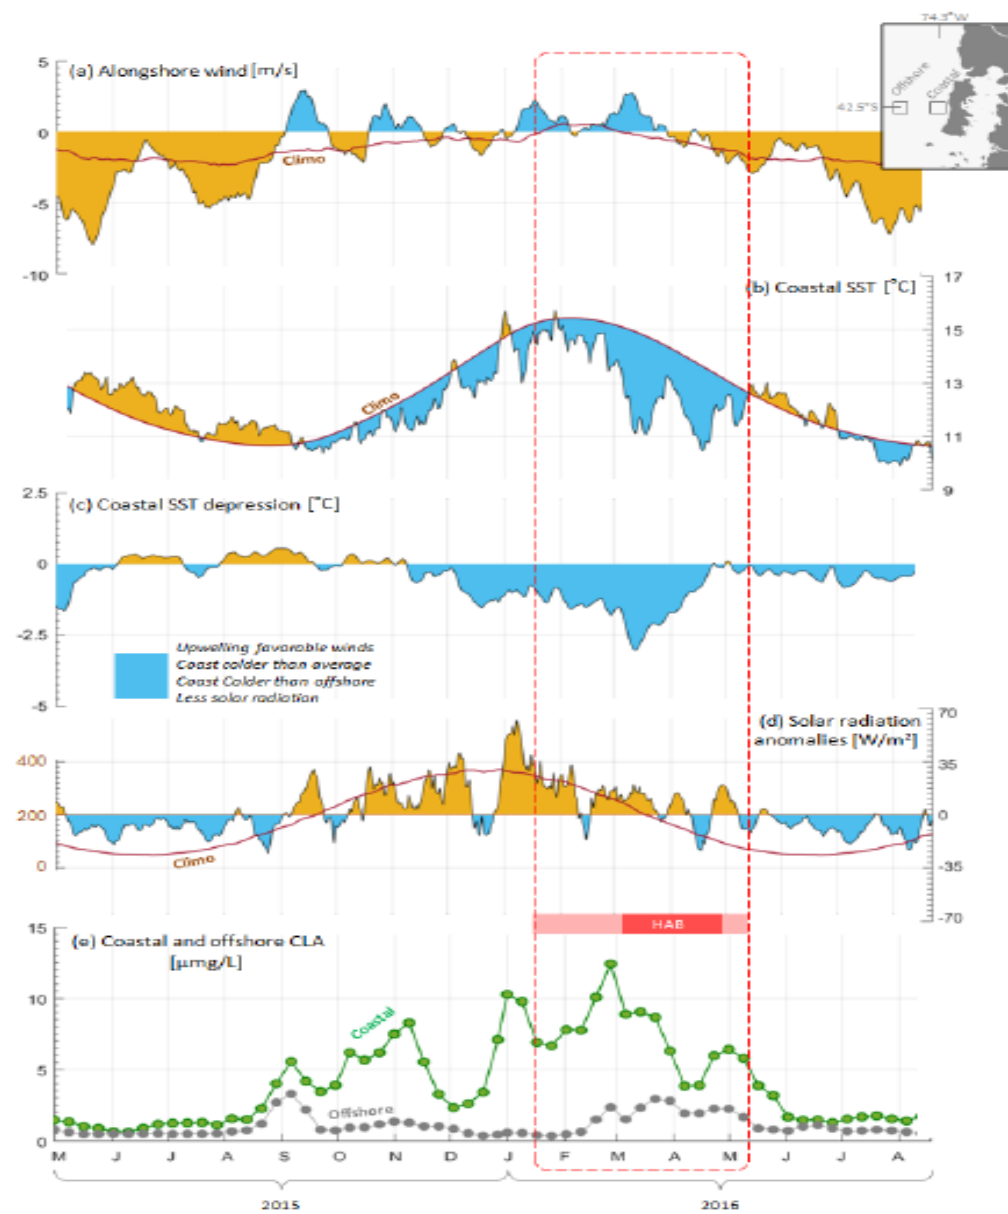 74.3°W
42.5°S
Offshore
Coastal
(a) Alongshore wind [m/s]
5
0
-5
-10
Climo
(b) Coastal SST [°C]
17
15
13
11
9
Climo
(c) Coastal SST depression [°C]
2.5
0
-2.5
-5
Upwelling favorable winds
Coast colder than average
Coast Colder than offshore
Less solar radiation
(d) Solar radiation
anomalies [W/m²]
400
200
0
70
35
0
-35
-70
Climo
HAB
(e) Coastal and offshore CLA
[μmg/L]
15
10
5
0
Coastal
Offshore
M J J A S O N D J F M A M J J A
2015 2016